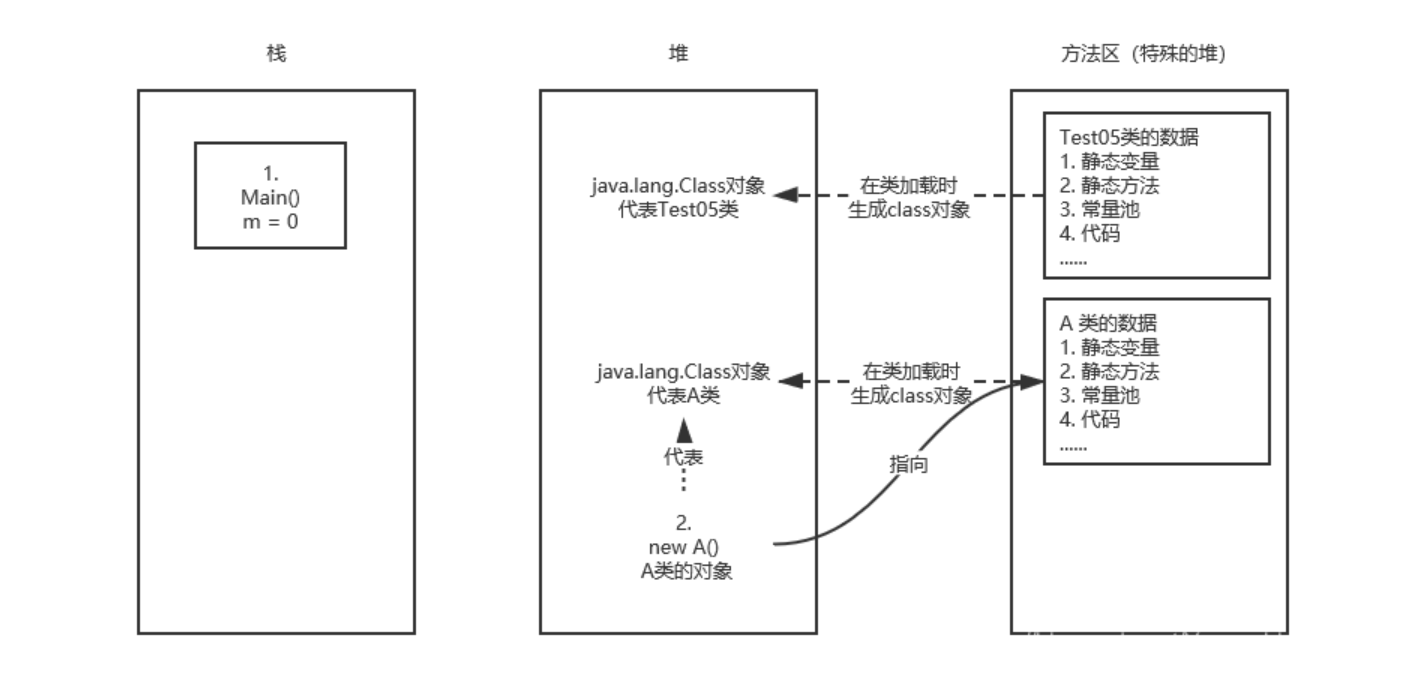 栈
堆
方法区（特殊的堆）
1.
Main()
m = 0
java.lang.Class对象
代表Test05类
在类加载时
生成class对象
Test05类的数据
1. 静态变量
2. 静态方法
3. 常量池
4. 代码
......
java.lang.Class对象
代表A类
在类加载时
生成class对象
A 类的数据
1. 静态变量
2. 静态方法
3. 常量池
4. 代码
......
代表
指向
2.
new A()
A类的对象